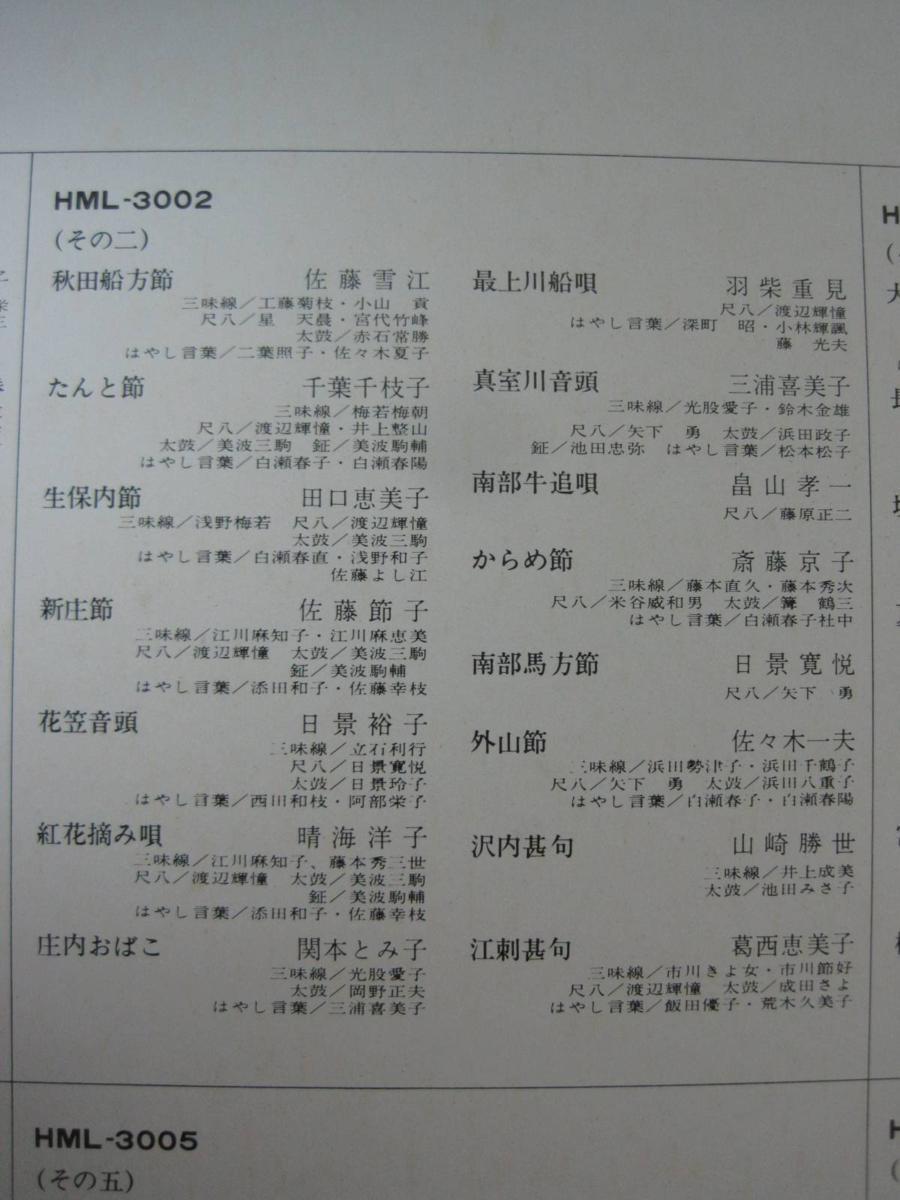 HML-3002
(その二)
秋田船方節 佐藤雪江
三味線／工藤菊枝・小山 貢
尺八／星 天晨・宮代竹峰
太鼓／赤石常勝
はやし言葉／二葉照子・佐々木夏子
たんと節 千葉千枝子
三味線／梅若梅朝
尺八／渡辺輝憧・井上整山
太鼓／美波三駒 鉦／美波駒輔
はやし言葉／白瀬春子・白瀬春陽
生保内節 田口恵美子
三味線／浅野梅若 尺八／渡辺輝憧
太鼓／美波三駒
はやし言葉／白瀬春直・浅野和子
佐藤よし江
新庄節 佐藤節子
三味線／江川麻知子・江川麻恵美
尺八／渡辺輝憧 太鼓／美波三駒
鉦／美波駒輔
はやし言葉／添田和子・佐藤幸枝
花笠音頭 日景裕子
三味線／立石利行
尺八／日景寛悦
太鼓／日景玲子
はやし言葉／西田和枝・阿部栄子
紅花摘み唄 晴海洋子
三味線／江川麻知子、藤本秀三世
尺八／渡辺輝憧 太鼓／美波三駒
鉦／美波駒輔
はやし言葉／添田和子・佐藤幸枝
庄内おばこ 関本とみ子
三味線／光股愛子
太鼓／岡野正夫
はやし言葉／三浦喜美子
最上川船唄 羽柴重見
尺八／渡辺輝憧
はやし言葉／深町 昭・小林輝諷
藤 光夫
真室川音頭 三浦喜美子
三味線／光股愛子・鈴木金雄
尺八／矢下 勇 太鼓／浜田政子
鉦／池田忠弥 はやし言葉／松本松子
南部牛追唄 畠山孝一
尺八／藤原正二
からめ節 斎藤京子
三味線／藤本直久・藤本秀次
尺八／米谷威和男 太鼓／簿 鶴三
はやし言葉／白瀬春子社中
南部馬方節 日景寛悦
尺八／矢下 勇
外山節 佐々木一夫
三味線／浜田勢津子・浜田千鶴子
尺八／矢下 勇 太鼓／浜田八重子
はやし言葉／白瀬春子・白瀬春陽
沢内甚句 山崎勝世
三味線／井上成美
太鼓／池田みさ子
江刺甚句 葛西恵美子
三味線／市川きよ女・市川節好
尺八／渡辺輝憧 太鼓／成田さよ
はやし言葉／飯田優子・荒木久美子
HML-3005
(その五)